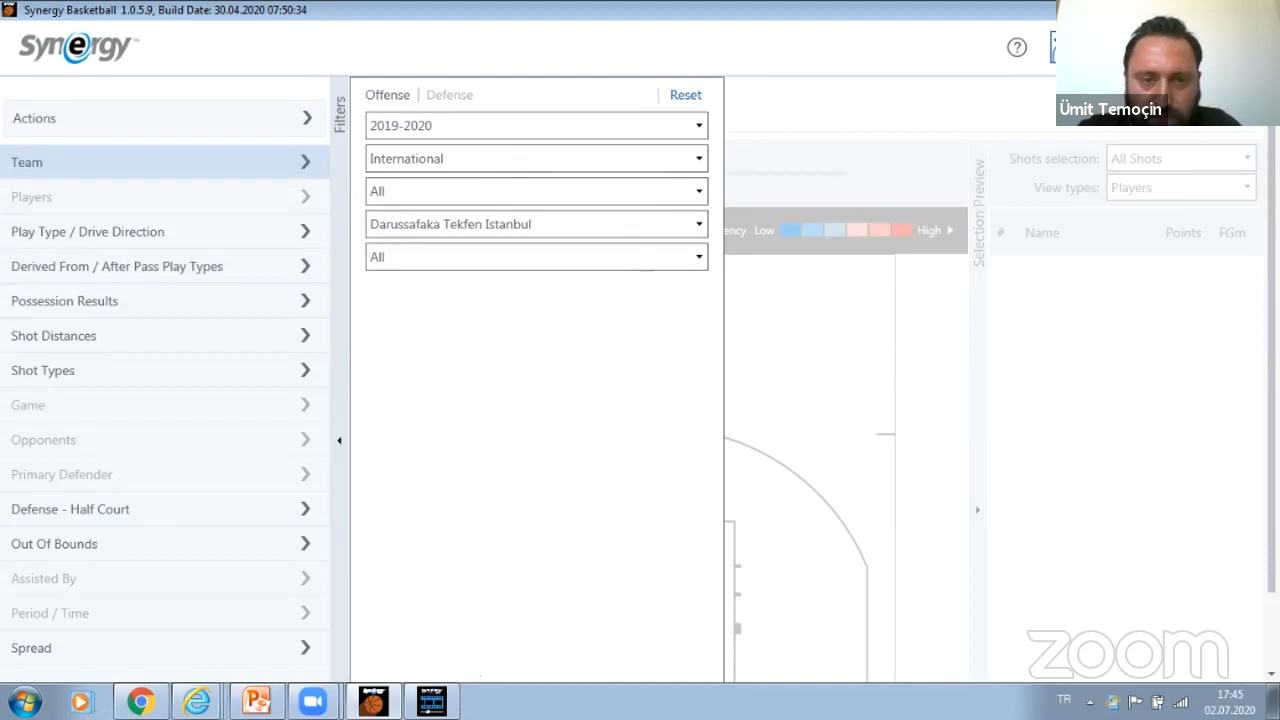 Synergy Basketball 1.0.5.9, Build Date: 30.04.2020 07:50:34
Synergy™
?
Ümit Temoçin
Actions
Team
Players
Play Type / Drive Direction
Derived From / After Pass Play Types
Possession Results
Shot Distances
Shot Types
Game
Opponents
Primary Defender
Defense - Half Court
Out Of Bounds
Assisted By
Period / Time
Spread
Filters
Offense | Defense
Reset
2019-2020
International
All
Darussafaka Tekfen Istanbul
All
ency Low High
Selection Preview
Shots selection: All Shots
View types: Players
# Name Points FGm
zoom
TR
17:45
02.07.2020